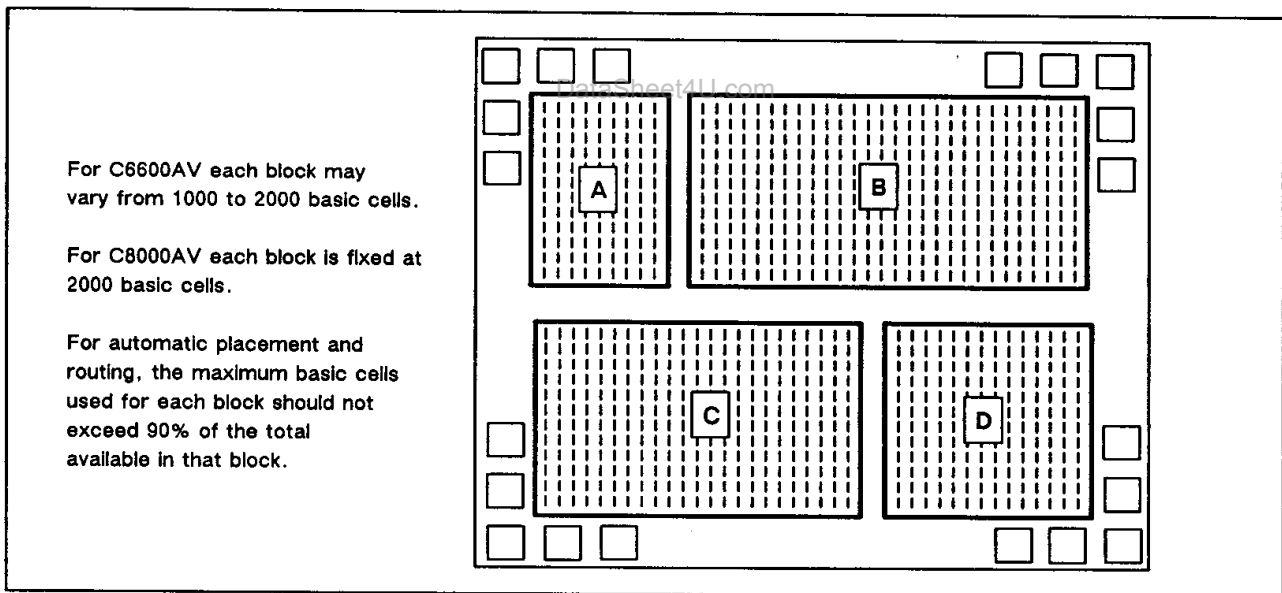 DataSheet4U.com
For C6600AV each block may
vary from 1000 to 2000 basic cells.
For C8000AV each block is fixed at
2000 basic cells.
For automatic placement and
routing, the maximum basic cells
used for each block should not
exceed 90% of the total
available in that block.
A
B
C
D